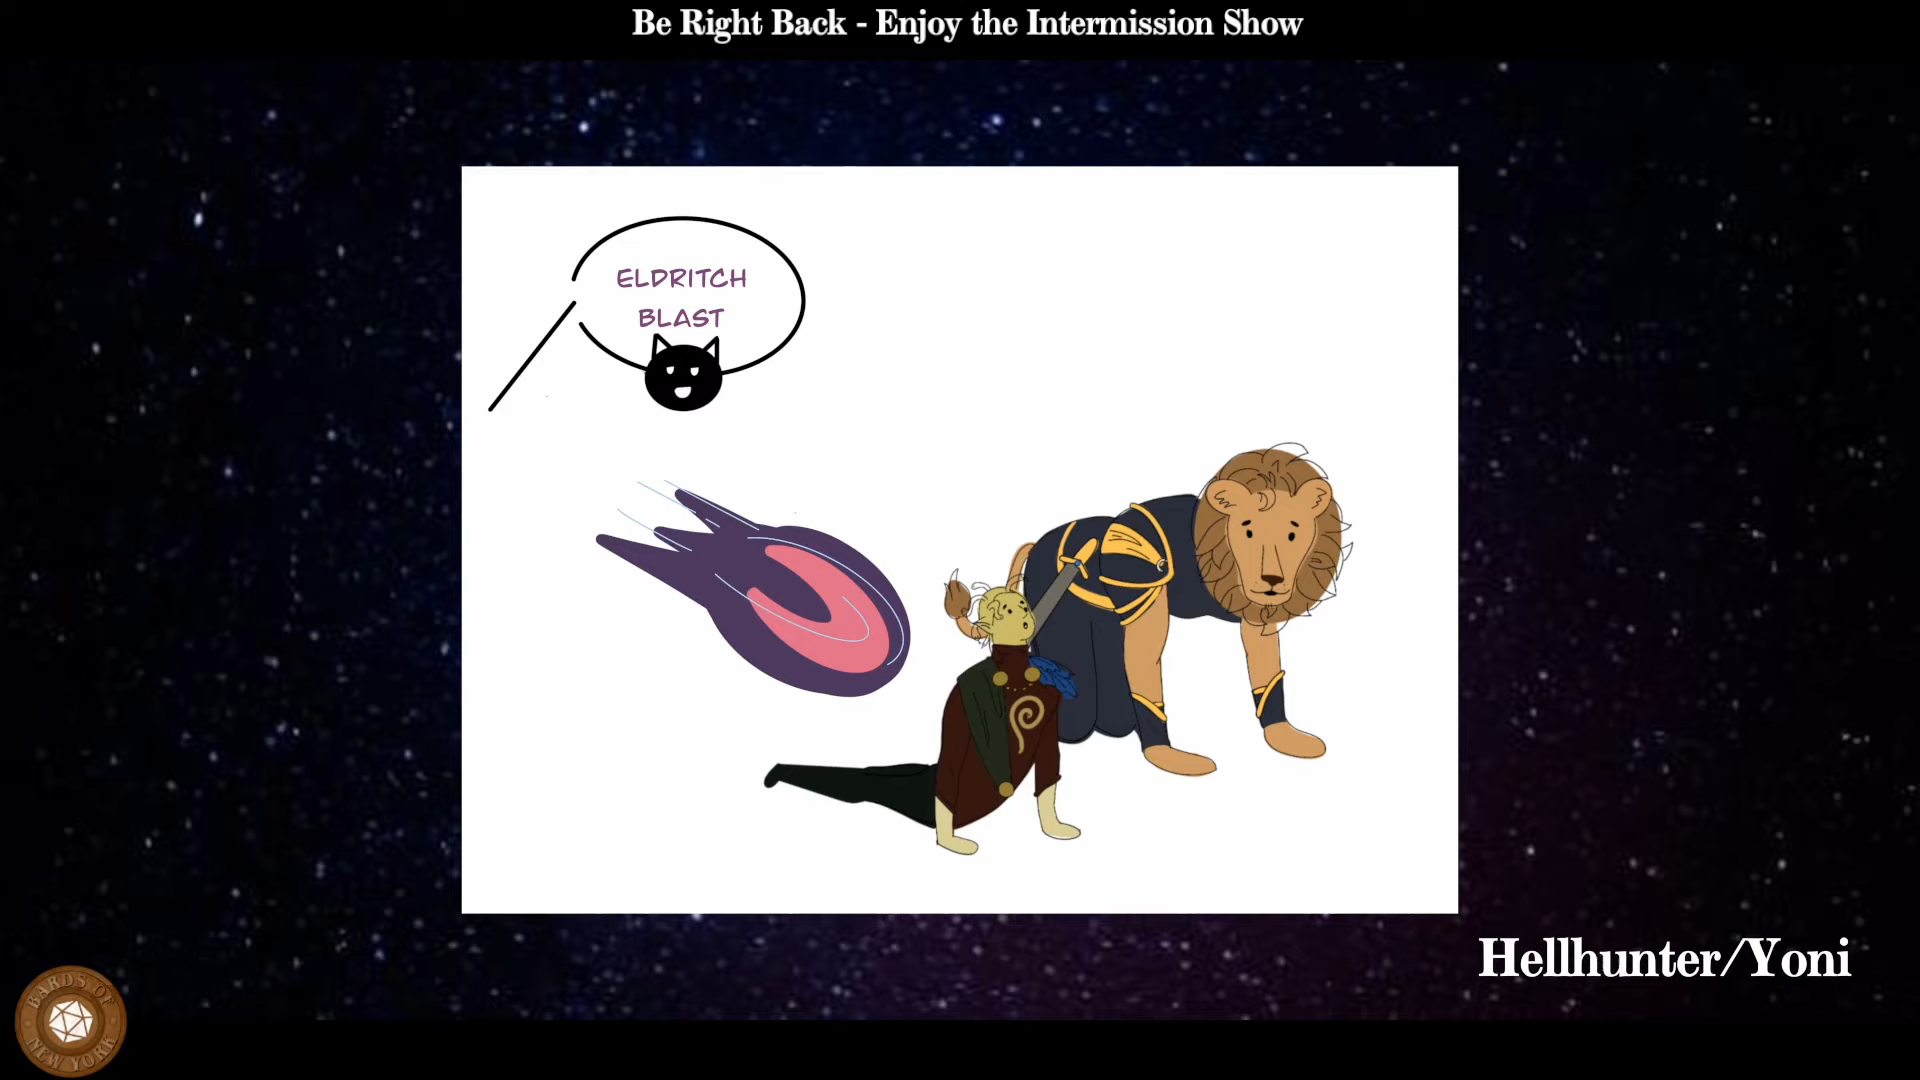 Be Right Back - Enjoy the Intermission Show
ELDRITCH
BLAST
Hellhunter/Yoni
BARDS OF
NEW YORK